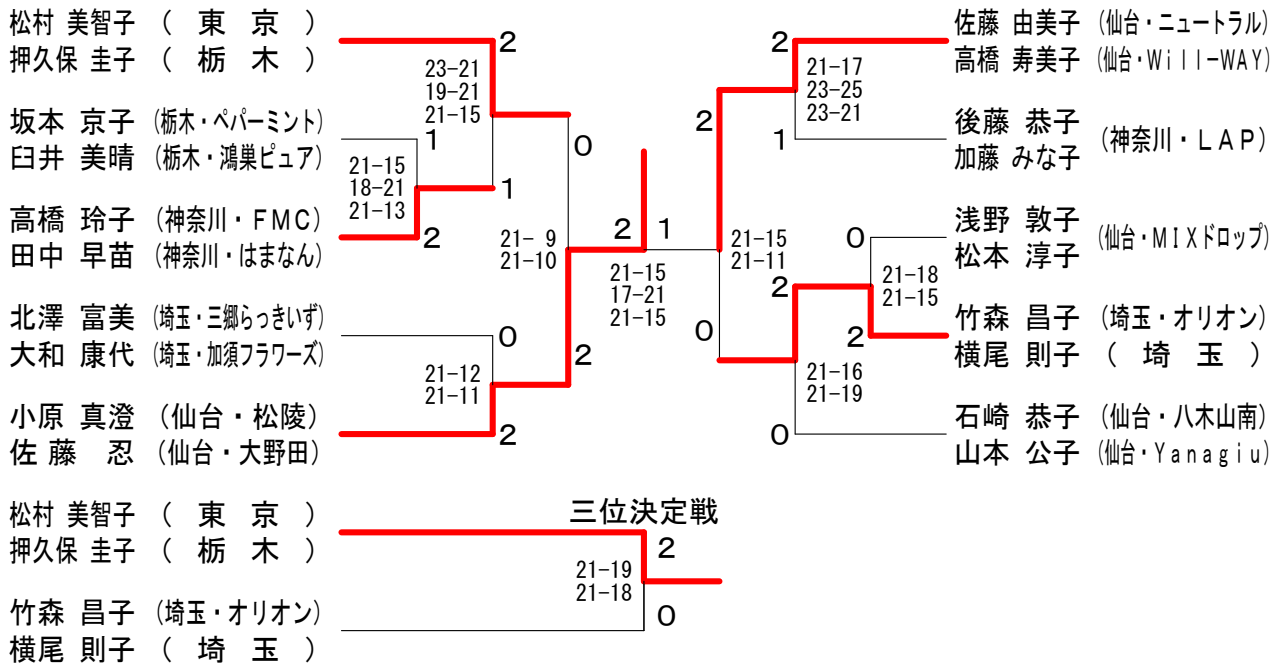 松村 美智子 （ 東 京 ）
押久保 圭子 （ 栃 木 ）
2
23-21
19-21
21-15
坂本 京子 (栃木・ペパーミント)
臼井 美晴 (栃木・鴻巣ピュア)
1
21-15
18-21
21-13
1
高橋 玲子 (神奈川・ＦＭＣ)
田中 早苗 (神奈川・はまなん)
2
0
21- 9
21-10
北澤 富美 (埼玉・三郷らっきいず)
大和 康代 (埼玉・加須フラワーズ)
0
21-12
21-11
2
小原 真澄 （仙台・松陵）
佐 藤 忍 （仙台・大野田）
2
2
1
21-15
17-21
21-15
佐藤 由美子 (仙台・ニュートラル)
高橋 寿美子 (仙台・Ｗｉｌｌ－WAY)
2
21-17
23-25
23-21
2
後藤 恭子
加藤 みな子
(神奈川・ＬＡＰ)
1
浅野 敦子
松本 淳子
(仙台・ＭＩＸドロップ)
0
21-18
21-15
21-15
21-11
2
竹森 昌子 (埼玉・オリオン)
横尾 則子 （ 埼 玉 ）
2
0
21-16
21-19
石崎 恭子 (仙台・八木山南)
山本 公子 (仙台・Ｙａｎａｇｉｕ)
0
三位決定戦
松村 美智子 （ 東 京 ）
押久保 圭子 （ 栃 木 ）
2
21-19
21-18
竹森 昌子 (埼玉・オリオン)
横尾 則子 （ 埼 玉 ）
0